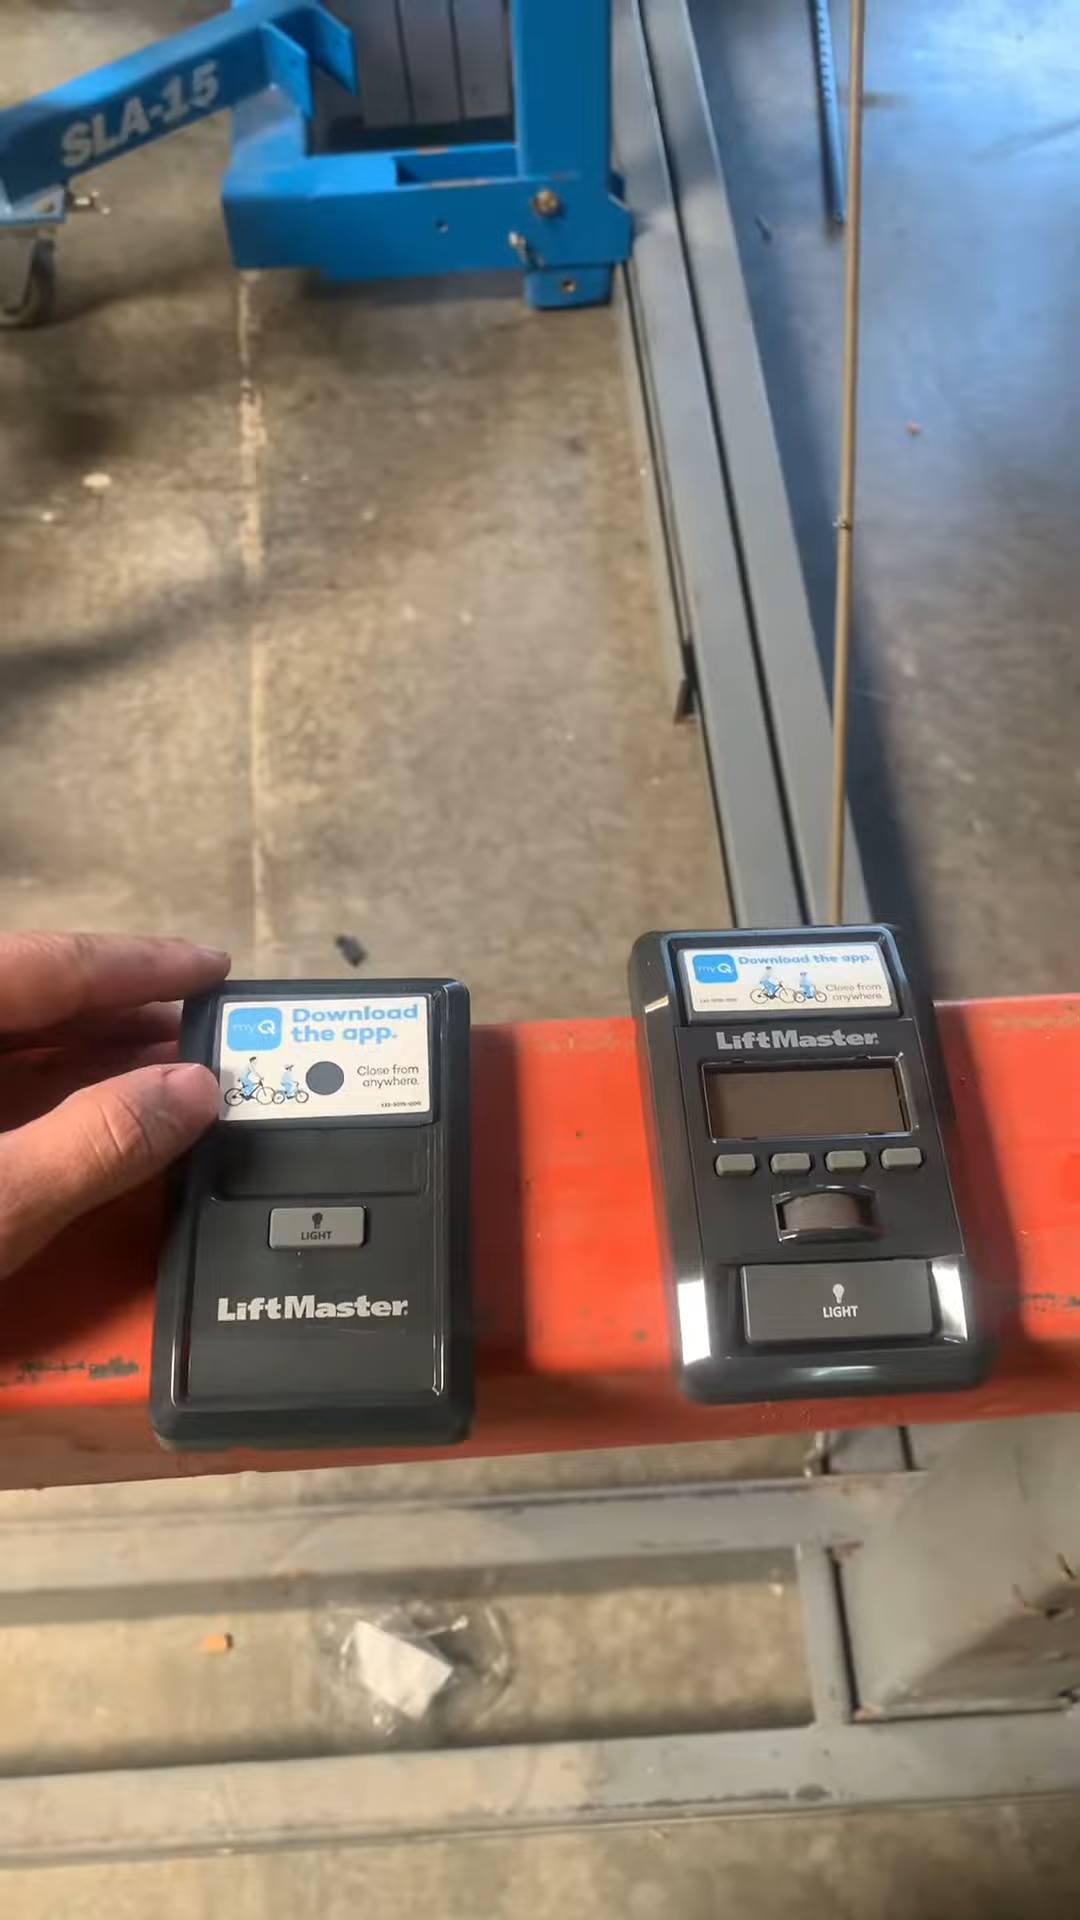 SLA-15
myQ
Download
the app.
Close from
anywhere.
LIGHT
LiftMaster
myQ
Download the app.
Close from
anywhere.
LiftMaster
LIGHT